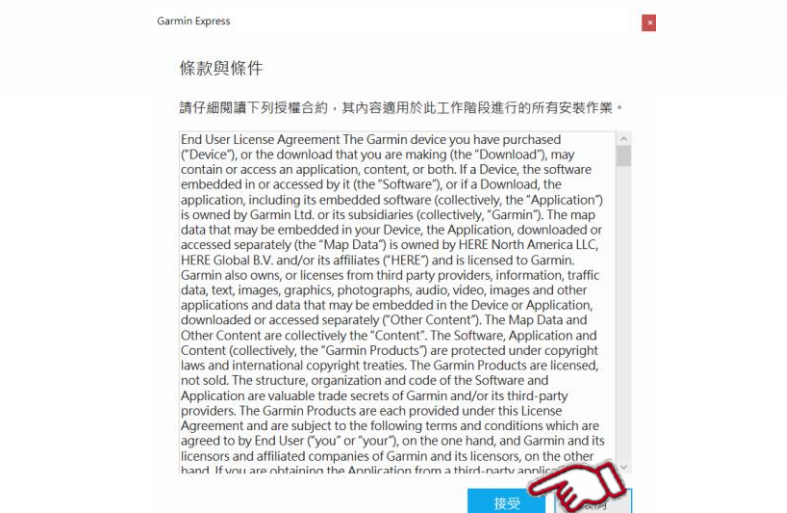 Garmin Express
條款與條件
請仔細閱讀下列授權合約，其內容適用於此工作階段進行的所有安裝作業。
End User License Agreement The Garmin device you have purchased
("Device"), or the download that you are making (the "Download"), may
contain or access an application, content, or both. If a Device, the software
embedded in or accessed by it (the "Software"), or if a Download, the
application, including its embedded software (collectively, the "Application")
is owned by Garmin Ltd. or its subsidiaries (collectively, "Garmin"). The map
data that may be embedded in your Device, the Application, downloaded or
accessed separately (the "Map Data") is owned by HERE North America LLC,
HERE Global B.V. and/or its affiliates ("HERE") and is licensed to Garmin.
Garmin also owns, or licenses from third party providers, information, traffic
data, text, images, graphics, photographs, audio, video, images and other
applications and data that may be embedded in the Device or Application,
downloaded or accessed separately ("Other Content"). The Map Data and
Other Content are collectively the "Content". The Software, Application and
Content (collectively, the "Garmin Products") are protected under copyright
laws and international copyright treaties. The Garmin Products are licensed,
not sold. The structure, organization and code of the Software and
Application are valuable trade secrets of Garmin and/or its third-party
providers. The Garmin Products are each provided under this License
Agreement and are subject to the following terms and conditions which are
agreed to by End User ("you" or "your"), on the one hand, and Garmin and its
licensors and affiliated companies of Garmin and its licensors, on the other
hand. If you are obtaining the Application from a third-party
接受